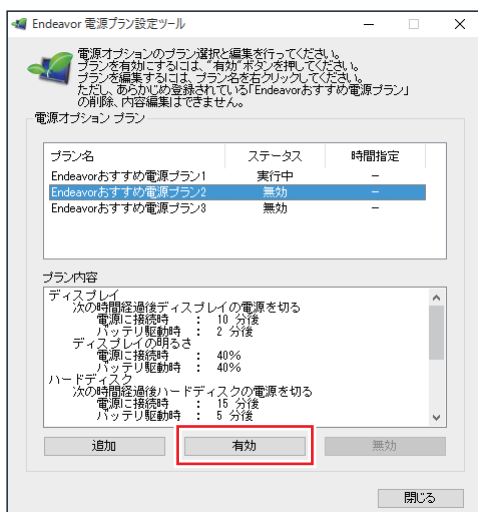 Endeavor 電源プラン設定ツール
電源オプションのプラン選択と編集を行ってください。
プランを有効にするには、"有効"ボタンを押してください。
プランを編集するには、プラン名を右クリックしてください。
ただし、あらかじめ登録されている「Endeavorおすすめ電源プラン」
の削除、内容編集はできません。
電源オプション プラン
プラン名 ステータス 時間指定
Endeavorおすすめ電源プラン1 実行中 −
Endeavorおすすめ電源プラン2 無効 −
Endeavorおすすめ電源プラン3 無効 −
プラン内容
ディスプレイ
次の時間経過後ディスプレイの電源を切る
電源に接続時 : 10 分後
バッテリ駆動時 : 2 分後
ディスプレイの明るさ
電源に接続時 : 40%
バッテリ駆動時 : 40%
ハードディスク
次の時間経過後ハードディスクの電源を切る
電源に接続時 : 15 分後
バッテリ駆動時 : 5 分後
追加 有効 無効
閉じる